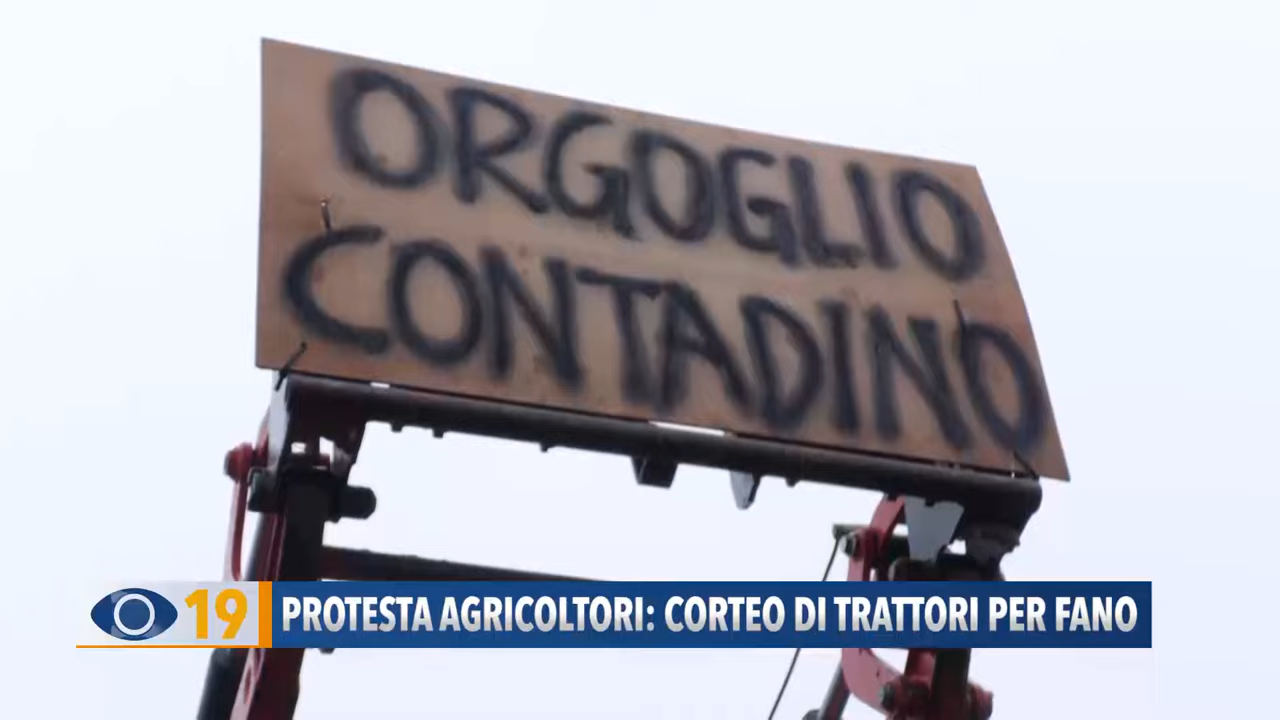 ORGOGLIO
CONTADINO
19 PROTESTA AGRICOLTORI: CORTEO DI TRATTORI PER FANO